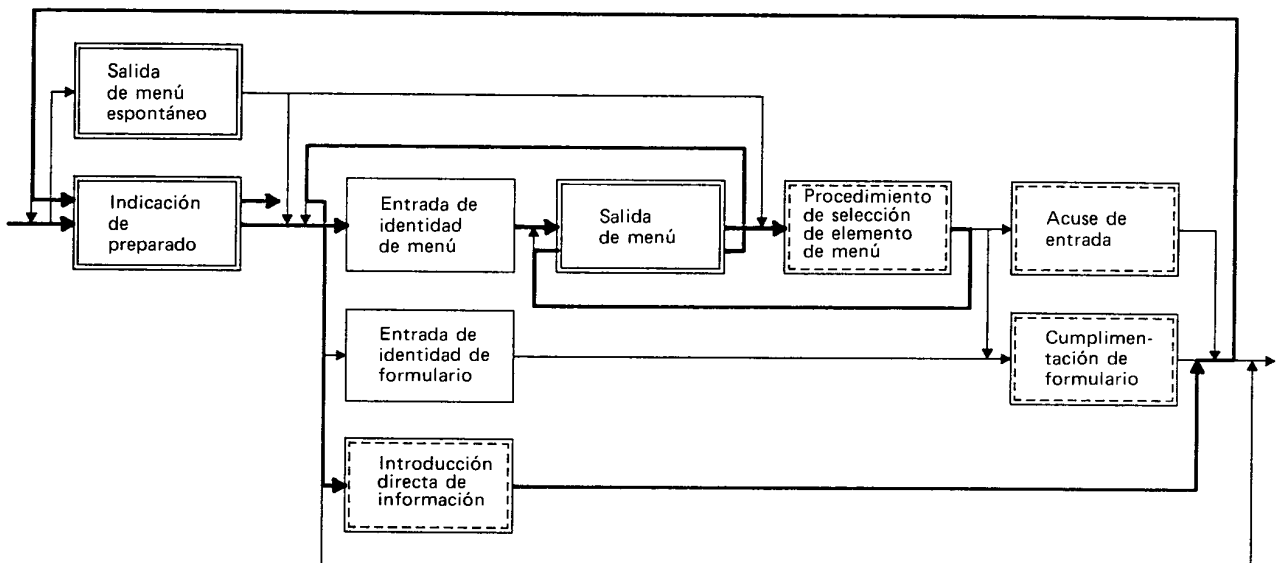 Salida
de menú
espontáneo
Indicación
de
preparado
Entrada de
identidad
de menú
Salida
de menú
Procedimiento
de selección
de elemento
de menú
Acuse de
entrada
Entrada de
identidad de
formulario
Cumplimen-
tación de
formulario
Introducción
directa de
información